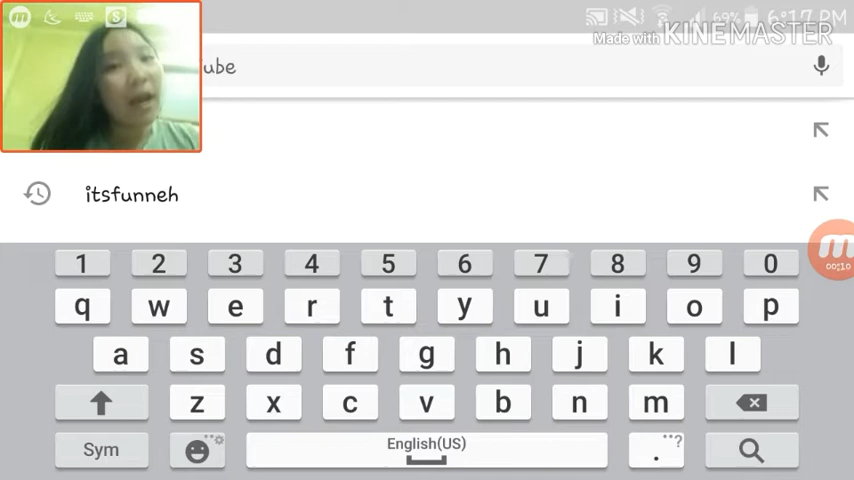 69% 6:17 PM
Made with KINEMASTER
ube
itsfunneh
00:10
1 2 3 4 5 6 7 8 9 0
q w e r t y u i o p
a s d f g h j k l
z x c v b n m
Sym English(US) . ?